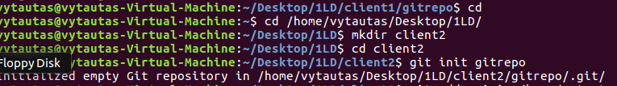 vytautas@vytautas-Virtual-Machine:~/Desktop/1LD/client1/gitrepo$ cd
vytautas@vytautas-Virtual-Machine:~$ cd /home/vytautas/Desktop/1LD/
vytautas@vytautas-Virtual-Machine:~/Desktop/1LD$ mkdir client2
vytautas@vytautas-Virtual-Machine:~/Desktop/1LD$ cd client2
Floppy Disk
vytautas-Virtual-Machine:~/Desktop/1LD/client2$ git init gitrepo
Initialized empty Git repository in /home/vytautas/Desktop/1LD/client2/gitrepo/.git/